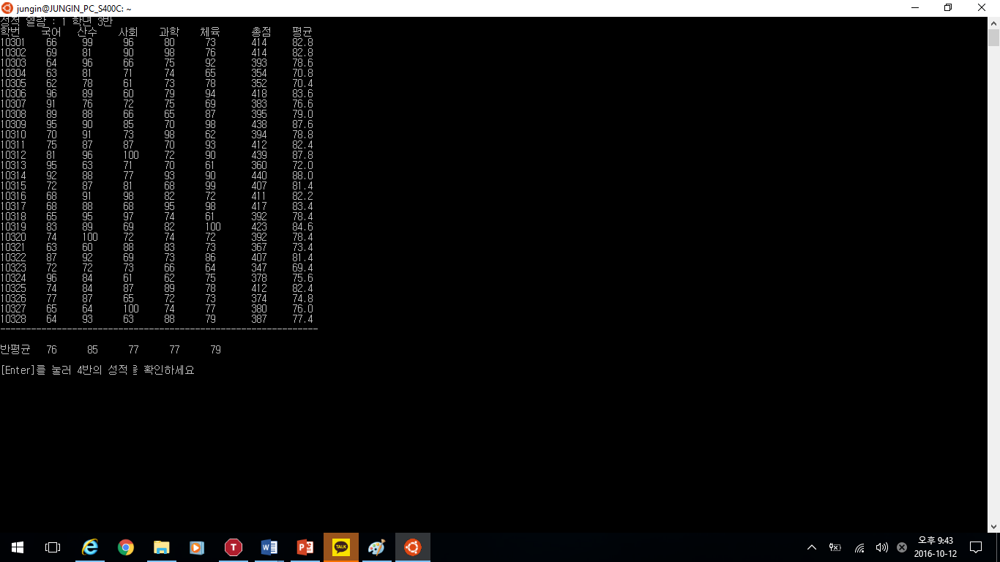 jungin@JUNGIN_PC_S400C: ~
성적 열람 : 1 학년 3반
학번 국어 산수 사회 과학 체육 총점 평균
10301 66 99 96 80 73 414 82.8
10302 69 81 90 98 76 414 82.8
10303 64 96 66 75 92 393 78.6
10304 63 81 71 74 65 354 70.8
10305 62 78 61 73 78 352 70.4
10306 96 89 60 79 94 418 83.6
10307 91 76 72 75 69 383 76.6
10308 89 88 66 65 87 395 79.0
10309 95 90 85 70 98 438 87.6
10310 70 91 73 98 62 394 78.8
10311 75 87 87 70 93 412 82.4
10312 81 96 100 72 90 439 87.8
10313 95 63 71 70 61 360 72.0
10314 92 88 77 93 90 440 88.0
10315 72 87 81 68 99 407 81.4
10316 68 91 98 82 72 411 82.2
10317 68 88 68 95 98 417 83.4
10318 65 95 97 74 61 392 78.4
10319 83 89 69 82 100 423 84.6
10320 74 100 72 74 72 392 78.4
10321 63 60 88 83 73 367 73.4
10322 87 92 69 73 86 407 81.4
10323 72 72 73 66 64 347 69.4
10324 96 84 61 62 75 378 75.6
10325 74 84 87 89 78 412 82.4
10326 77 87 65 72 73 374 74.8
10327 65 64 100 74 77 380 76.0
10328 64 93 63 88 79 387 77.4
--------------------------------------------------------------
반평균 76 85 77 77 79
[Enter]를 눌러 4반의 성적을 확인하세요
T
TALK
오후 9:43
2016-10-12